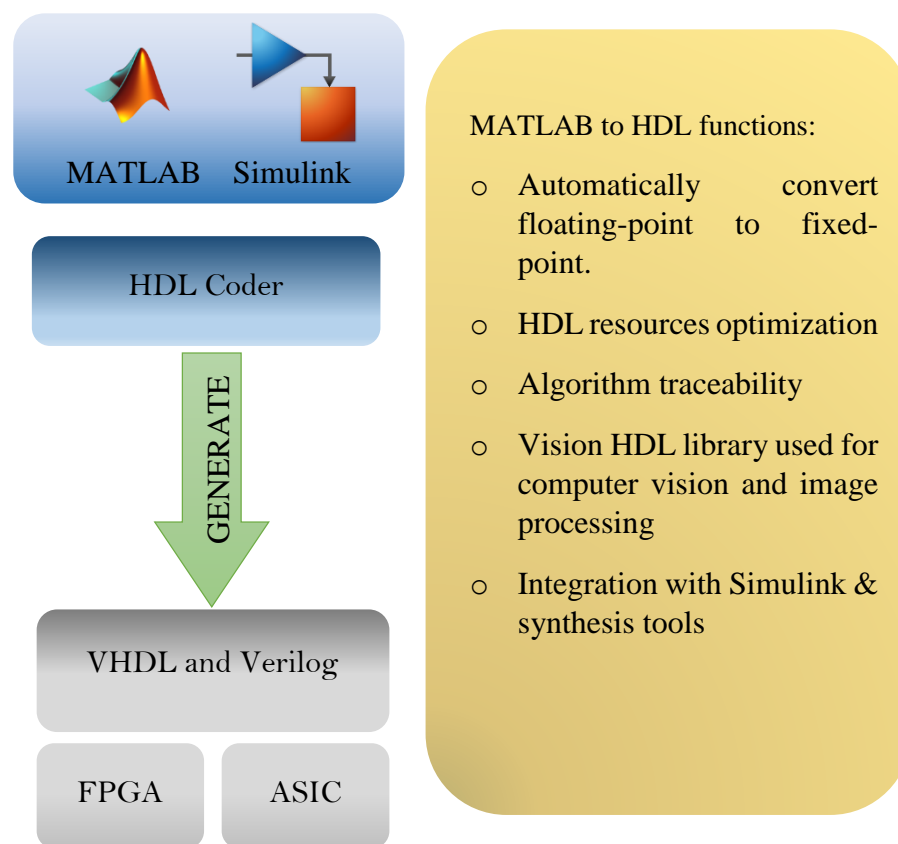 MATLAB Simulink
HDL Coder
GENERATE
VHDL and Verilog
FPGA ASIC
MATLAB to HDL functions:
o Automatically convert
floating-point to fixed-
point.
o HDL resources optimization
o Algorithm traceability
o Vision HDL library used for
computer vision and image
processing
o Integration with Simulink &
synthesis tools